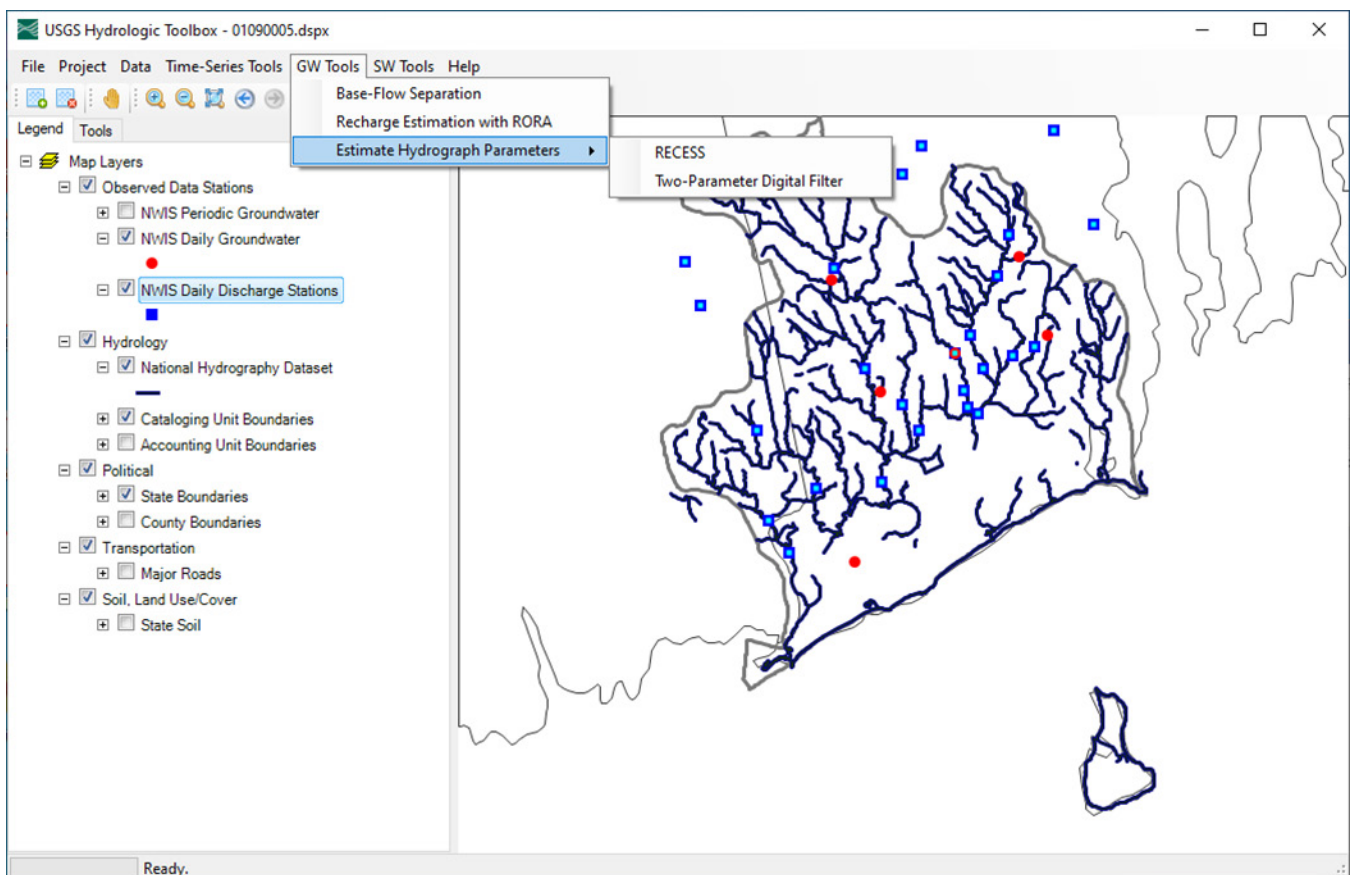 USGS Hydrologic Toolbox - 01090005.dspx
File Project Data Time-Series Tools GW Tools SW Tools Help
Base-Flow Separation
Recharge Estimation with RORA
Estimate Hydrograph Parameters
RECESS
Two-Parameter Digital Filter
Legend Tools
Map Layers
Observed Data Stations
NWIS Periodic Groundwater
NWIS Daily Groundwater
NWIS Daily Discharge Stations
Hydrology
National Hydrography Dataset
Cataloging Unit Boundaries
Accounting Unit Boundaries
Political
State Boundaries
County Boundaries
Transportation
Major Roads
Soil, Land Use/Cover
State Soil
Ready.